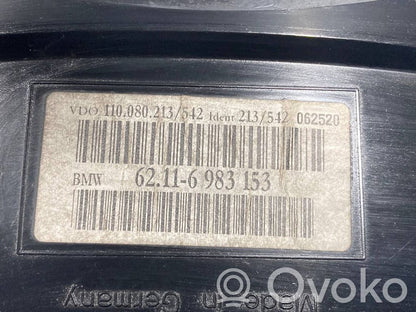 VDO 110.080.213/542 Ident 213/542 062520
BMW 62.11-6 983 153
Made in
Germany
Ovoko